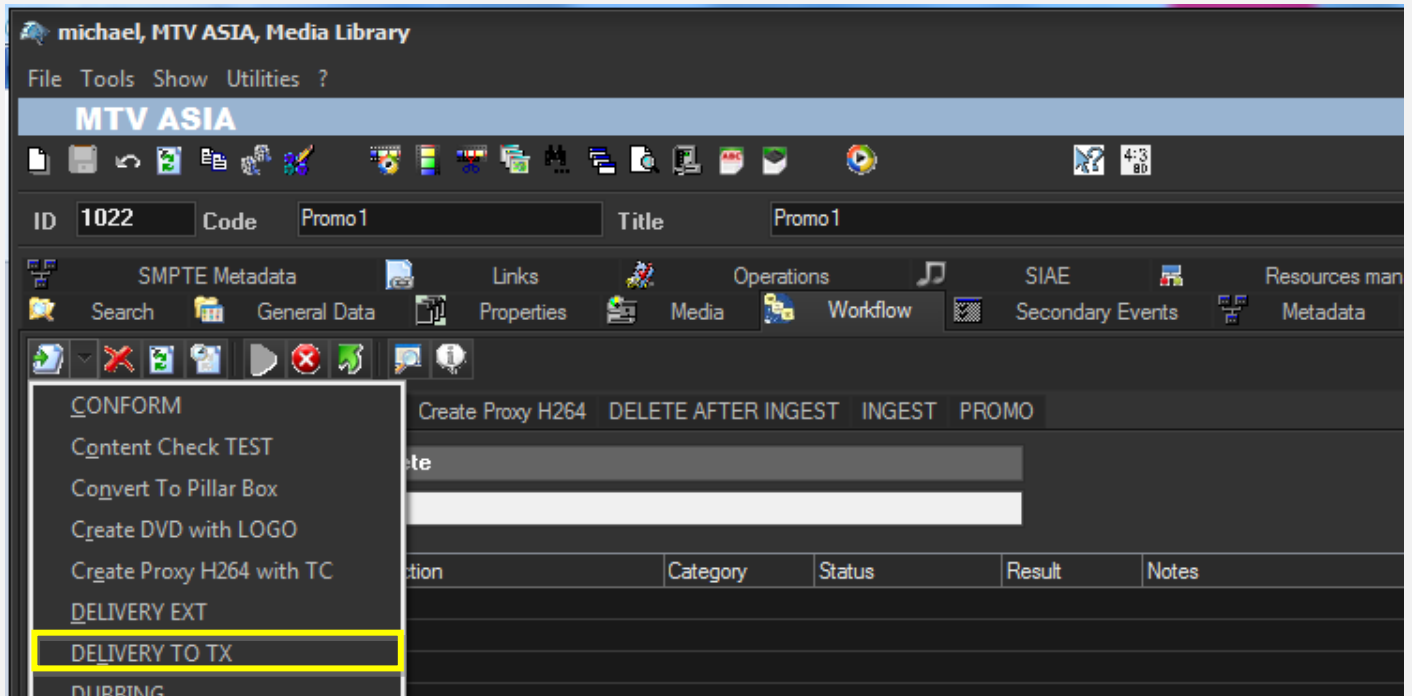 michael, MTV ASIA, Media Library
File Tools Show Utilities ?
MTV ASIA
ID 1022 Code Promo1 Title Promo1
SMPTE Metadata Links Operations SIAE Resources man
Search General Data Properties Media Workflow Secondary Events Metadata
CONFORM
Create Proxy H264 DELETE AFTER INGEST INGEST PROMO
Content Check TEST
ete
Convert To Pillar Box
Create DVD with LOGO
Create Proxy H264 with TC
ction Category Status Result Notes
DELIVERY EXT
DELIVERY TO TX
DUBBING